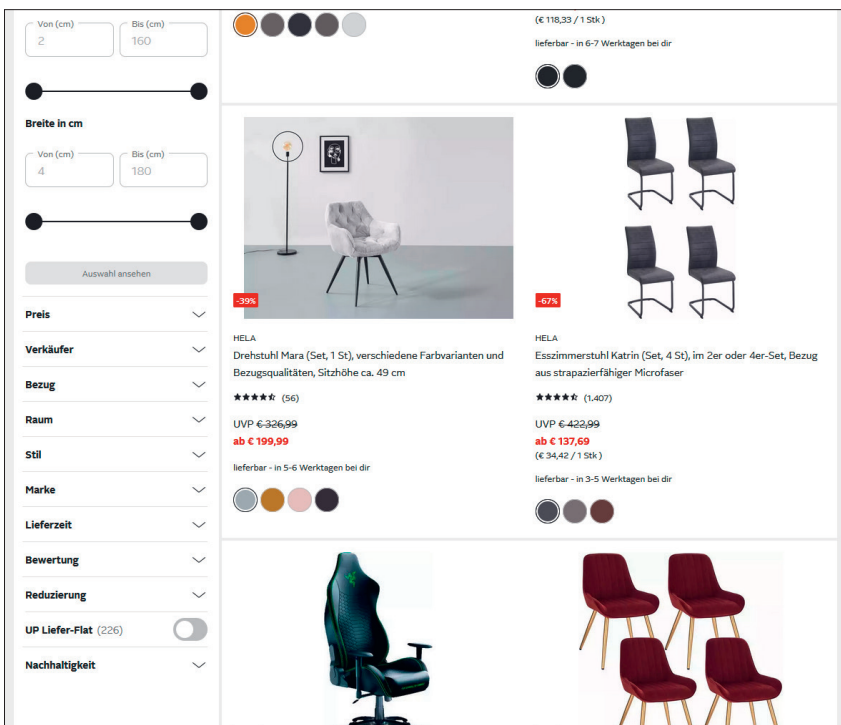 Von (cm)
2
Bis (cm)
160
Breite in cm
Von (cm)
4
Bis (cm)
180
Auswahl ansehen
Preis
Verkäufer
Bezug
Raum
Stil
Marke
Lieferzeit
Bewertung
Reduzierung
UP Liefer-Flat (226)
Nachhaltigkeit
(€ 118,33 / 1 Stk)
lieferbar - in 6-7 Werktagen bei dir
-39%
HELA
Drehstuhl Mara (Set, 1 St), verschiedene Farbvarianten und
Bezugsqualitäten, Sitzhöhe ca. 49 cm
(56)
UVP € 326,99
ab € 199,99
lieferbar - in 5-6 Werktagen bei dir
-67%
HELA
Esszimmerstuhl Katrin (Set, 4 St), im 2er oder 4er-Set, Bezug
aus strapazierfähiger Microfaser
(1.407)
UVP € 422,99
ab € 137,69
(€ 34,42 / 1 Stk)
lieferbar - in 3-5 Werktagen bei dir